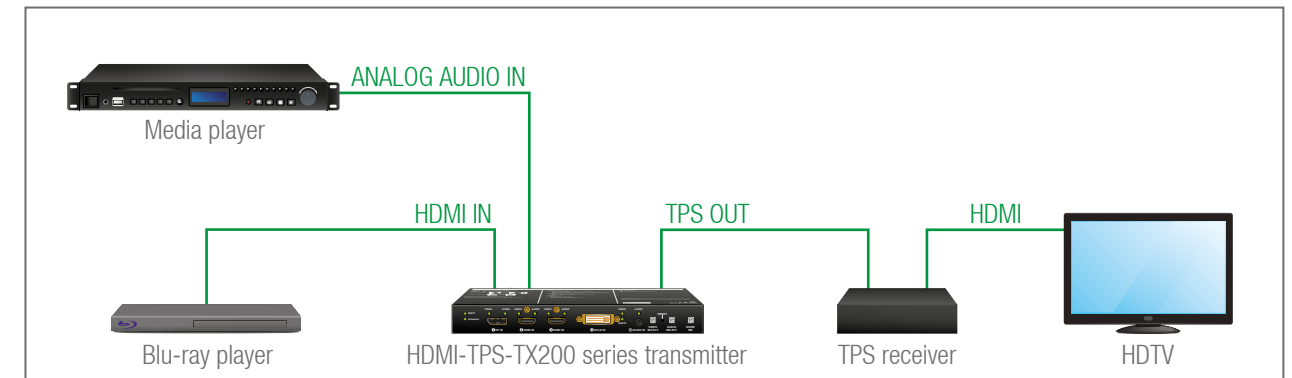 ANALOG AUDIO IN
Media player
HDMI IN
TPS OUT
HDMI
Blu-ray player
HDMI-TPS-TX200 series transmitter
TPS receiver
HDTV